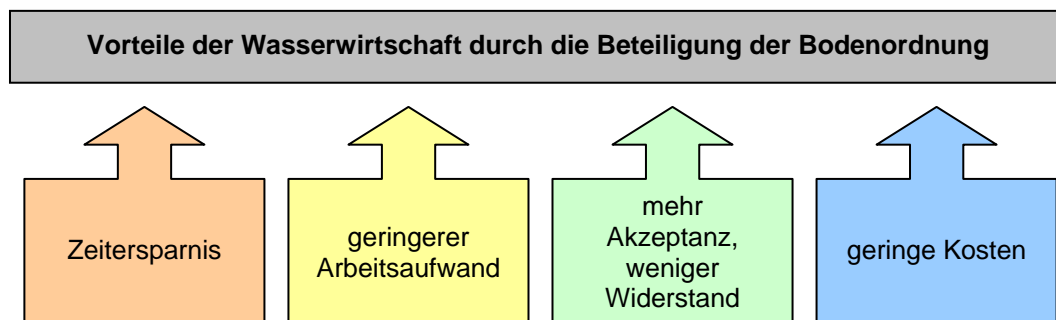 Vorteile der Wasserwirtschaft durch die Beteiligung der Bodenordnung
Zeitersparnis
geringerer
Arbeitsaufwand
mehr
Akzeptanz,
weniger
Widerstand
geringe Kosten